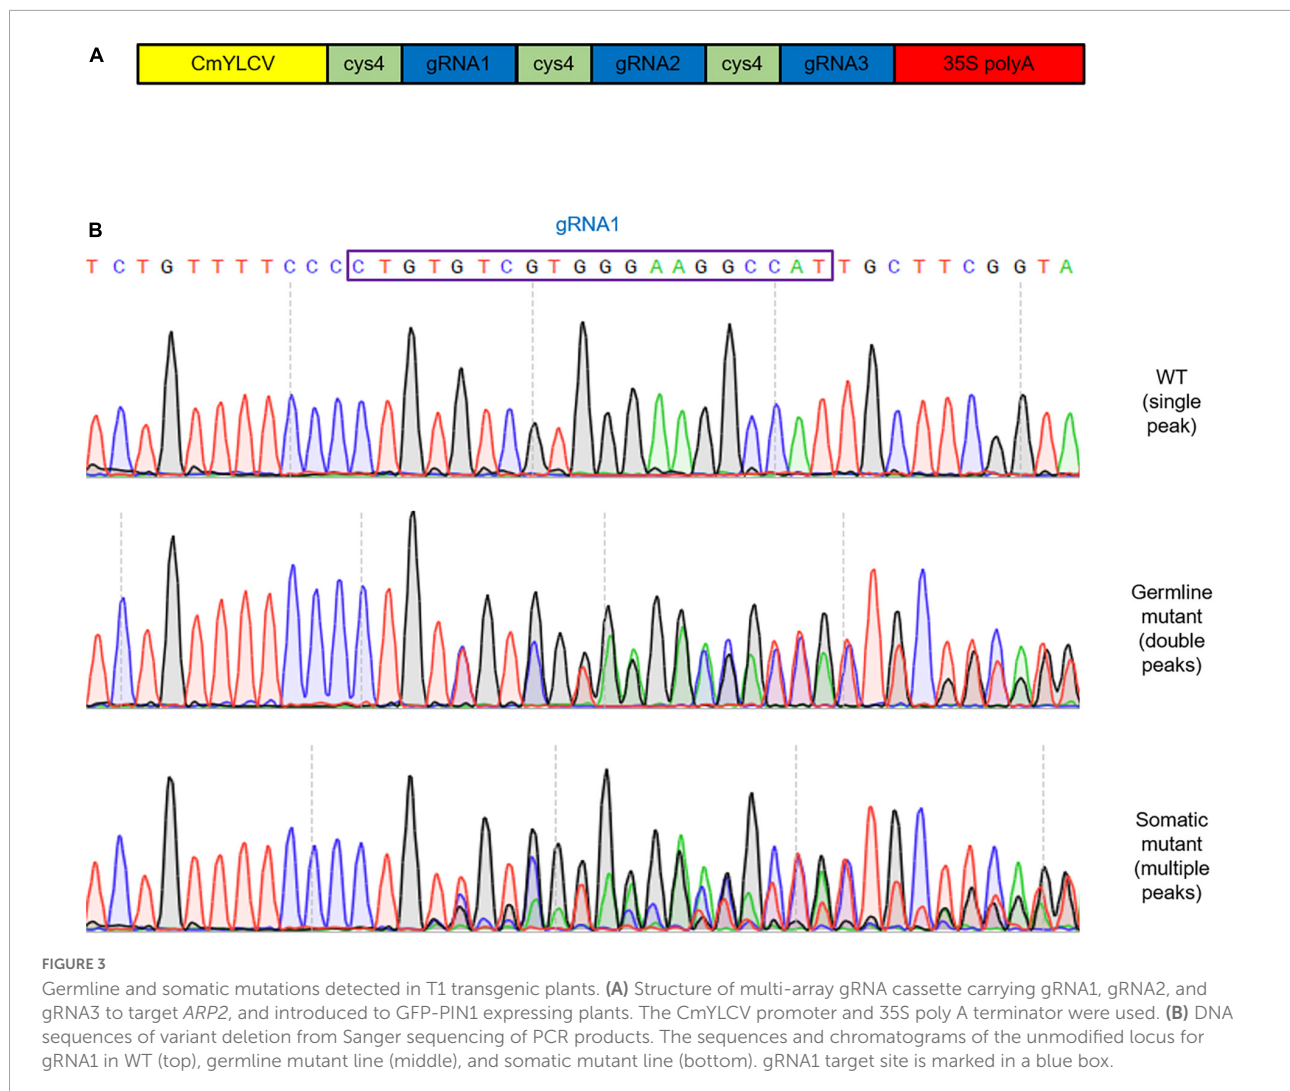 A
CmYLCV cys4 gRNA1 cys4 gRNA2 cys4 gRNA3 35S polyA
B
gRNA1
T C T G T T T T C C C C T G T G T C G T G G G A A G G C C A T T G C T T C G G T A
WT
(single
peak)
Germline
mutant
(double
peaks)
Somatic
mutant
(multiple
peaks)
FIGURE 3
Germline and somatic mutations detected in T1 transgenic plants. (A) Structure of multi-array gRNA cassette carrying gRNA1, gRNA2, and
gRNA3 to target ARP2, and introduced to GFP-PIN1 expressing plants. The CmYLCV promoter and 35S poly A terminator were used. (B) DNA
sequences of variant deletion from Sanger sequencing of PCR products. The sequences and chromatograms of the unmodified locus for
gRNA1 in WT (top), germline mutant line (middle), and somatic mutant line (bottom). gRNA1 target site is marked in a blue box.